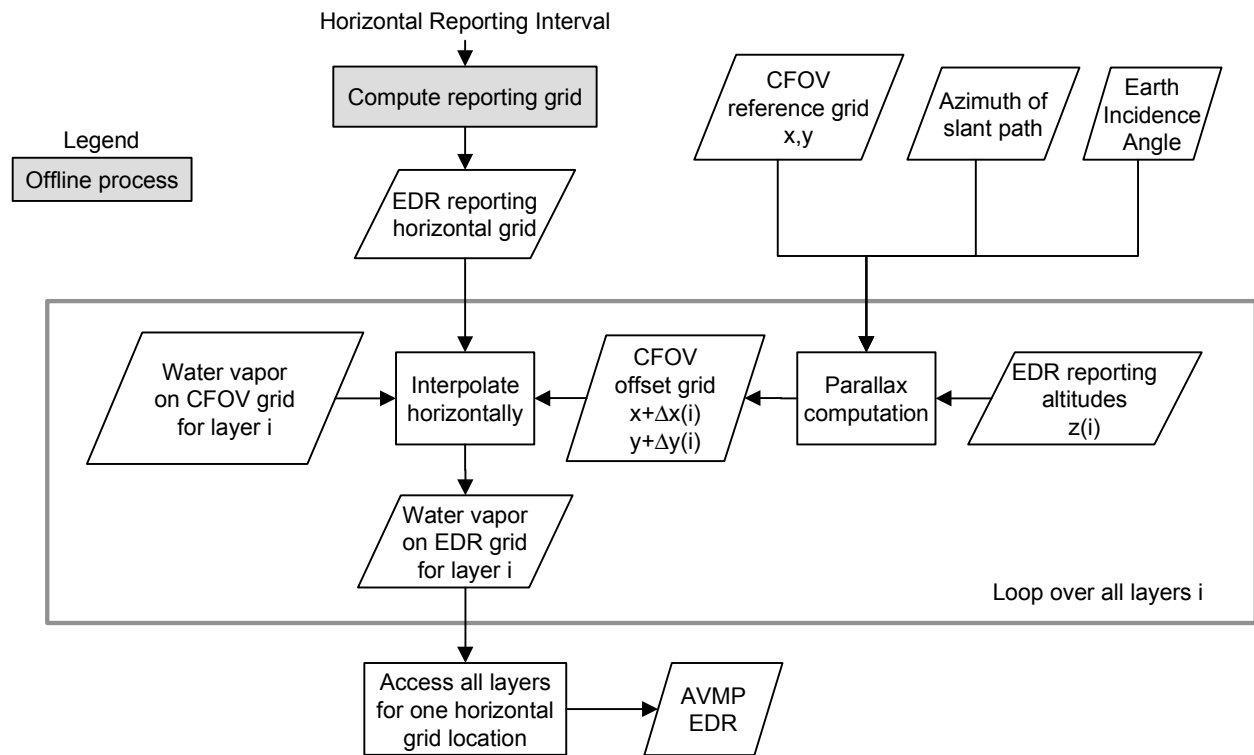 Horizontal Reporting Interval
Compute reporting grid
CFOV
reference grid
x,y
Azimuth of
slant path
Earth
Incidence
Angle
Legend
Offline process
EDR reporting
horizontal grid
Water vapor
on CFOV grid
for layer i
Interpolate
horizontally
CFOV
offset grid
x+Δx(i)
y+Δy(i)
Parallax
computation
EDR reporting
altitudes
z(i)
Water vapor
on EDR grid
for layer i
Loop over all layers i
Access all layers
for one horizontal
grid location
AVMP
EDR